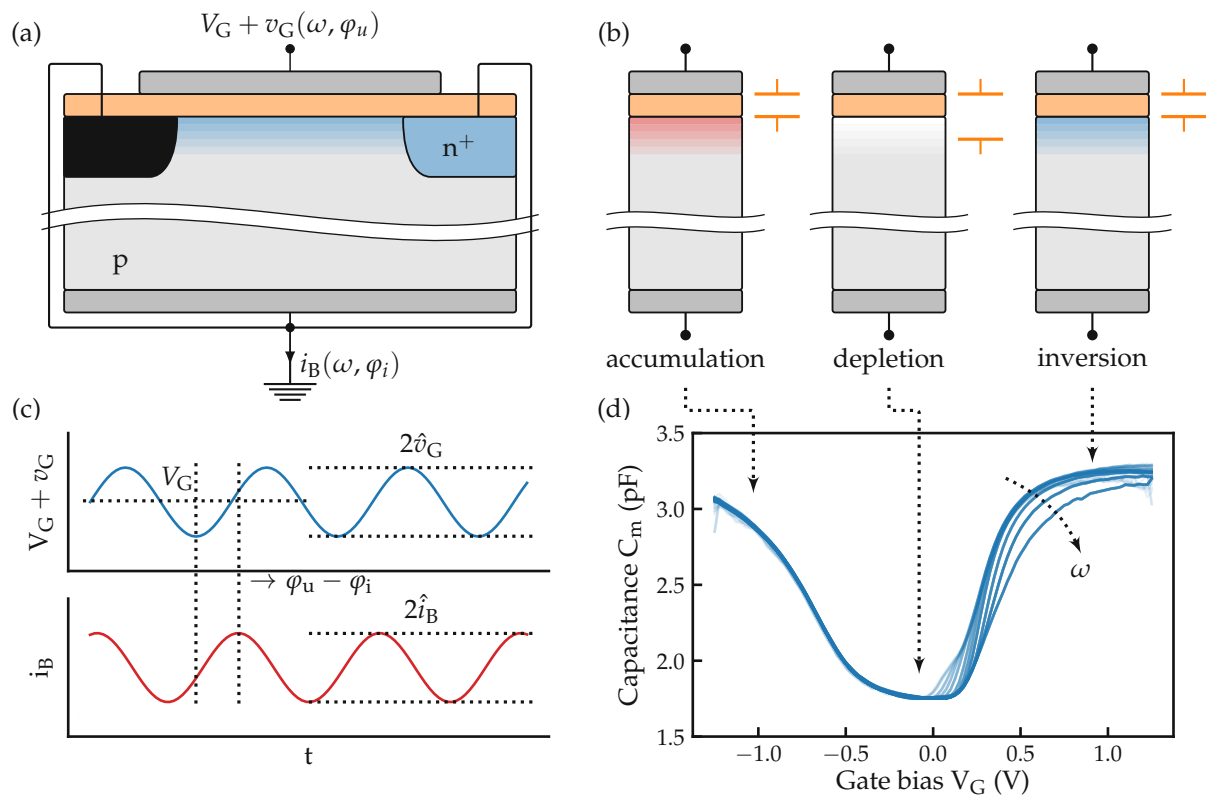 (a)
V_G + v_G(ω, φ_u)
n⁺
p
i_B(ω, φ_i)
(b)
accumulation depletion inversion
(c)
V_G + v_G
V_G
2v̂_G
→ φ_u − φ_i
i_B
2î_B
t
(d)
Capacitance C_m (pF)
3.5
3.0
2.5
2.0
1.5
ω
−1.0 −0.5 0.0 0.5 1.0
Gate bias V_G (V)